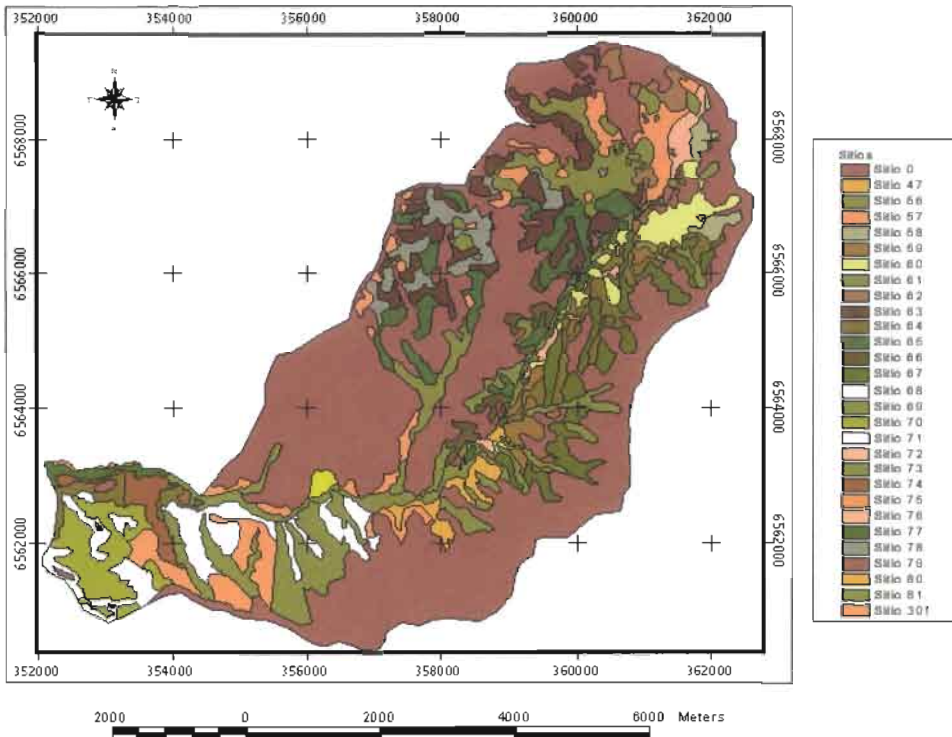 352000 354000 356000 358000 360000 362000
6568000 6568000
6566000 6566000
6564000 6564000
6562000 6562000
352000 354000 356000 358000 360000 362000
2000 0 2000 4000 6000 Meters
Sitios
Sitio 0
Sitio 47
Sitio 56
Sitio 57
Sitio 58
Sitio 59
Sitio 60
Sitio 61
Sitio 62
Sitio 63
Sitio 64
Sitio 65
Sitio 66
Sitio 67
Sitio 68
Sitio 69
Sitio 70
Sitio 71
Sitio 72
Sitio 73
Sitio 74
Sitio 75
Sitio 76
Sitio 77
Sitio 78
Sitio 79
Sitio 80
Sitio 81